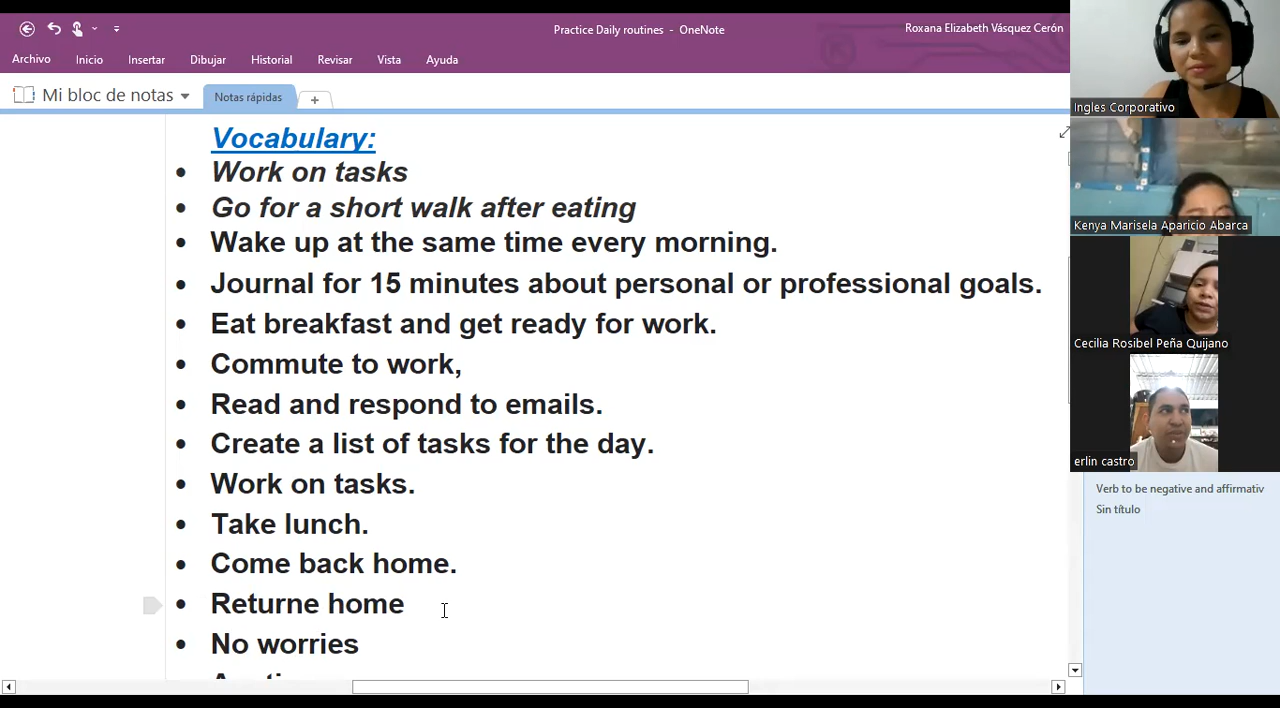 Practice Daily routines - OneNote
Roxana Elizabeth Vásquez Cerón
Archivo Inicio Insertar Dibujar Historial Revisar Vista Ayuda
Mi bloc de notas
Notas rápidas
Vocabulary:
• Work on tasks
• Go for a short walk after eating
• Wake up at the same time every morning.
• Journal for 15 minutes about personal or professional goals.
• Eat breakfast and get ready for work.
• Commute to work,
• Read and respond to emails.
• Create a list of tasks for the day.
• Work on tasks.
• Take lunch.
• Come back home.
• Returne home
• No worries
Ingles Corporativo
Kenya Marisela Aparicio Abarca
Cecilia Rosibel Peña Quijano
erlin castro
Verb to be negative and affirmativ
Sin título